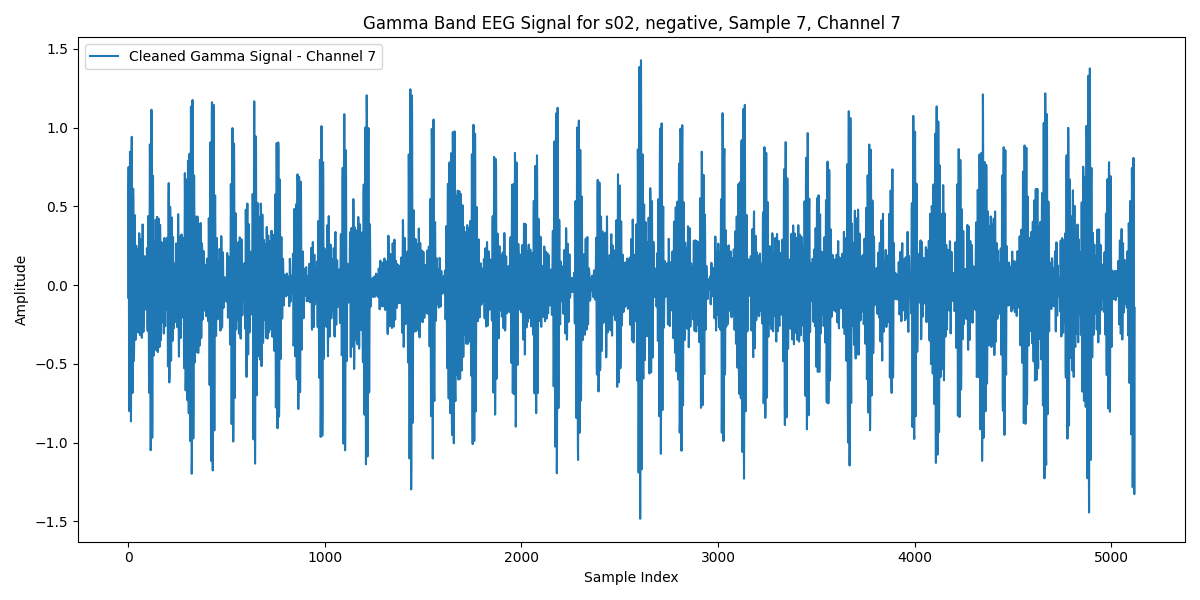 Gamma Band EEG Signal for s02, negative, Sample 7, Channel 7
Cleaned Gamma Signal - Channel 7
1.5
1.0
0.5
0.0
−0.5
−1.0
−1.5
Amplitude
0 1000 2000 3000 4000 5000
Sample Index